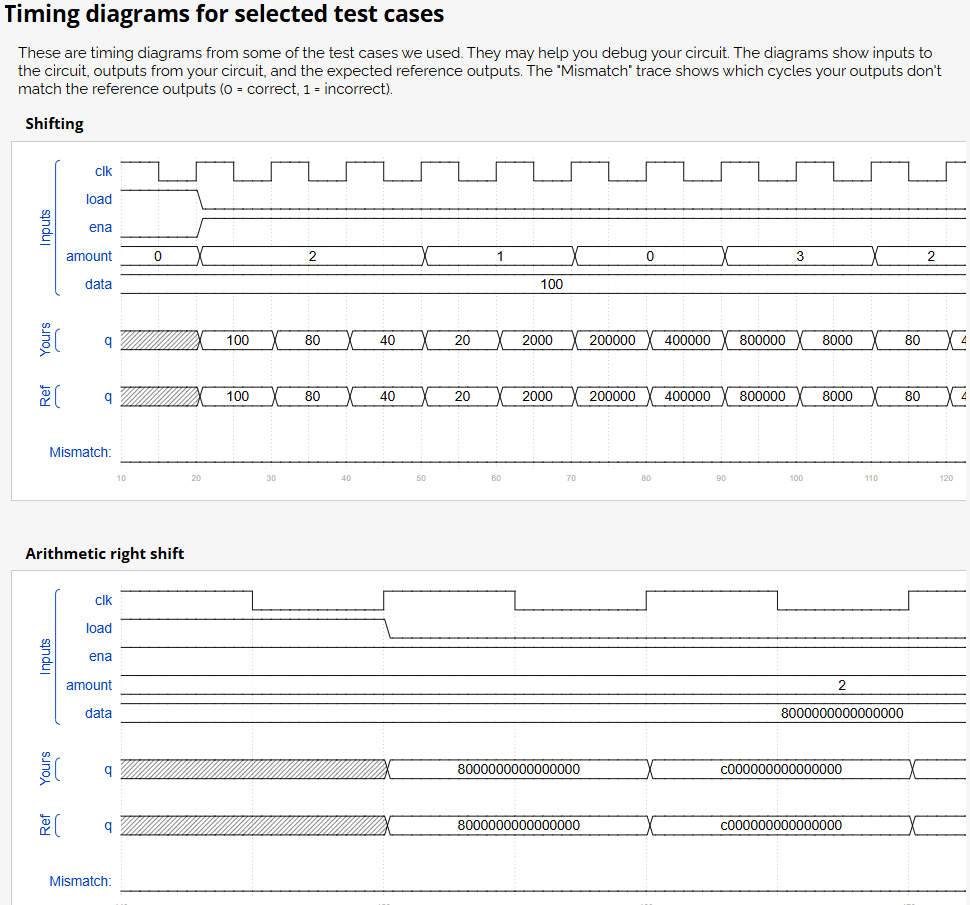 Timing diagrams for selected test cases
These are timing diagrams from some of the test cases we used. They may help you debug your circuit. The diagrams show inputs to
the circuit, outputs from your circuit, and the expected reference outputs. The "Mismatch" trace shows which cycles your outputs don't
match the reference outputs (0 = correct, 1 = incorrect).
Shifting
Inputs
clk
load
ena
amount 0 2 1 0 3 2
data 100
Yours q 100 80 40 20 2000 200000 400000 800000 8000 80 4
Ref q 100 80 40 20 2000 200000 400000 800000 8000 80 4
Mismatch:
10 20 30 40 50 60 70 80 90 100 110 120
Arithmetic right shift
Inputs
clk
load
ena
amount 2
data 8000000000000000
Yours q 8000000000000000 c000000000000000
Ref q 8000000000000000 c000000000000000
Mismatch: